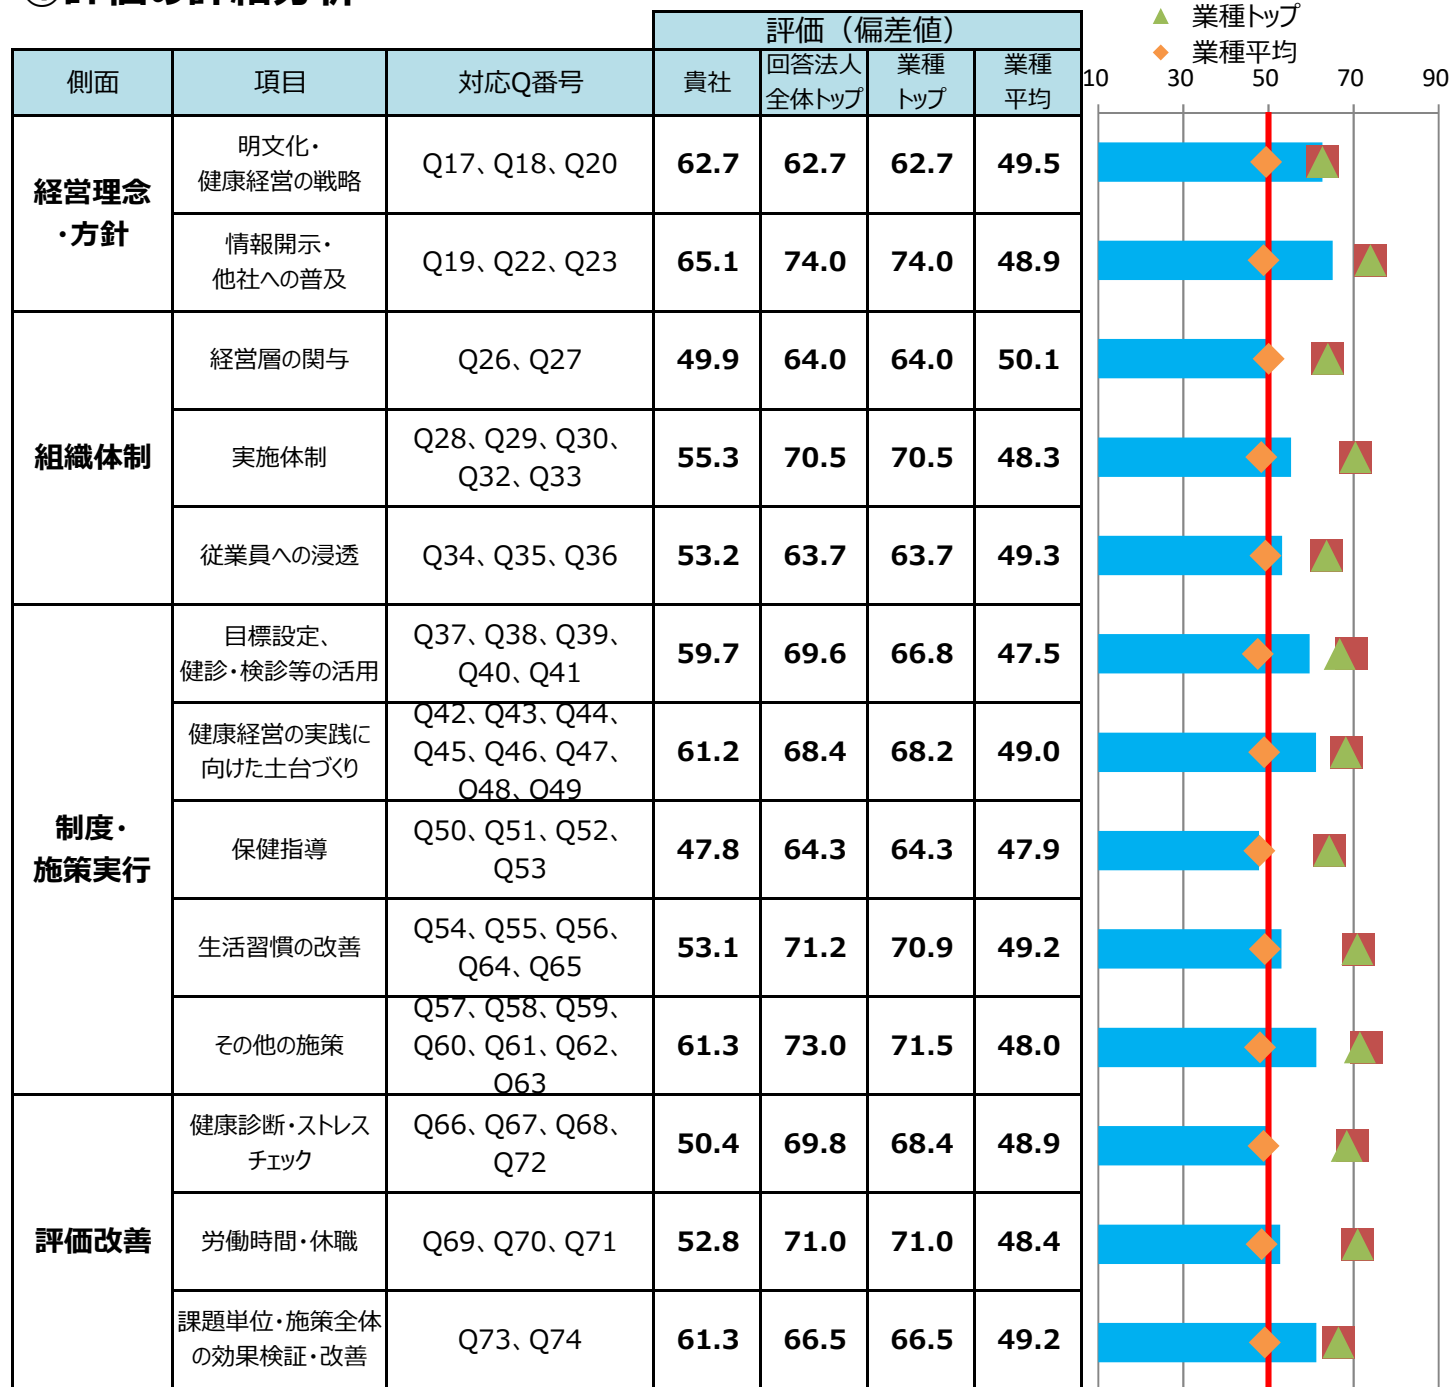 評価（偏差値）
▲ 業種トップ
◆ 業種平均
側面 項目 対応Q番号 貴社 回答法人 業種 業種
全体トップ トップ 平均
10 30 50 70 90
経営理念
・方針
明文化・
健康経営の戦略
Q17、Q18、Q20 62.7 62.7 62.7 49.5
情報開示・
他社への普及
Q19、Q22、Q23 65.1 74.0 74.0 48.9
組織体制
経営層の関与 Q26、Q27 49.9 64.0 64.0 50.1
実施体制
Q28、Q29、Q30、
Q32、Q33
55.3 70.5 70.5 48.3
従業員への浸透 Q34、Q35、Q36 53.2 63.7 63.7 49.3
制度・
施策実行
目標設定、
健診・検診等の活用
Q37、Q38、Q39、
Q40、Q41
59.7 69.6 66.8 47.5
健康経営の実践に
向けた土台づくり
Q42、Q43、Q44、
Q45、Q46、Q47、
Q48、Q49
61.2 68.4 68.2 49.0
保健指導
Q50、Q51、Q52、
Q53
47.8 64.3 64.3 47.9
生活習慣の改善
Q54、Q55、Q56、
Q64、Q65
53.1 71.2 70.9 49.2
その他の施策
Q57、Q58、Q59、
Q60、Q61、Q62、
Q63
61.3 73.0 71.5 48.0
評価改善
健康診断・ストレス
チェック
Q66、Q67、Q68、
Q72
50.4 69.8 68.4 48.9
労働時間・休職 Q69、Q70、Q71 52.8 71.0 71.0 48.4
課題単位・施策全体
の効果検証・改善
Q73、Q74 61.3 66.5 66.5 49.2